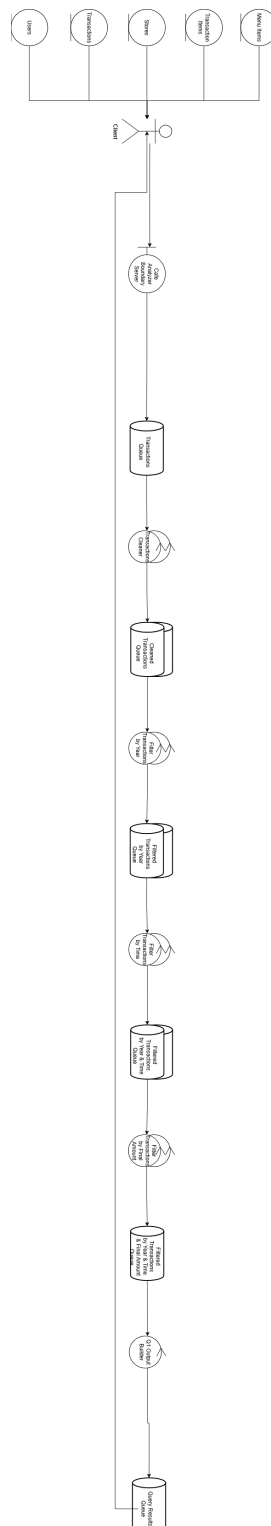 Users
Transactions
Stores
Transaction
Items
Menu Items
Client
Cafe
Analyzer
Boundary
Server
Transactions
Queue
Transactions
Cleaner
Cleaned
Transactions
Queue
Filter
Transactions
by Year
Filtered
Transactions
by Year
Queue
Filter
Transactions
by Time
Filtered
Transactions
by Year & Time
Queue
Filter
Transactions
by Final
Amount
Filtered
Transactions
by Year & Time
& Final Amount
Queue
Q1 Output
Builder
Query Results
Queue